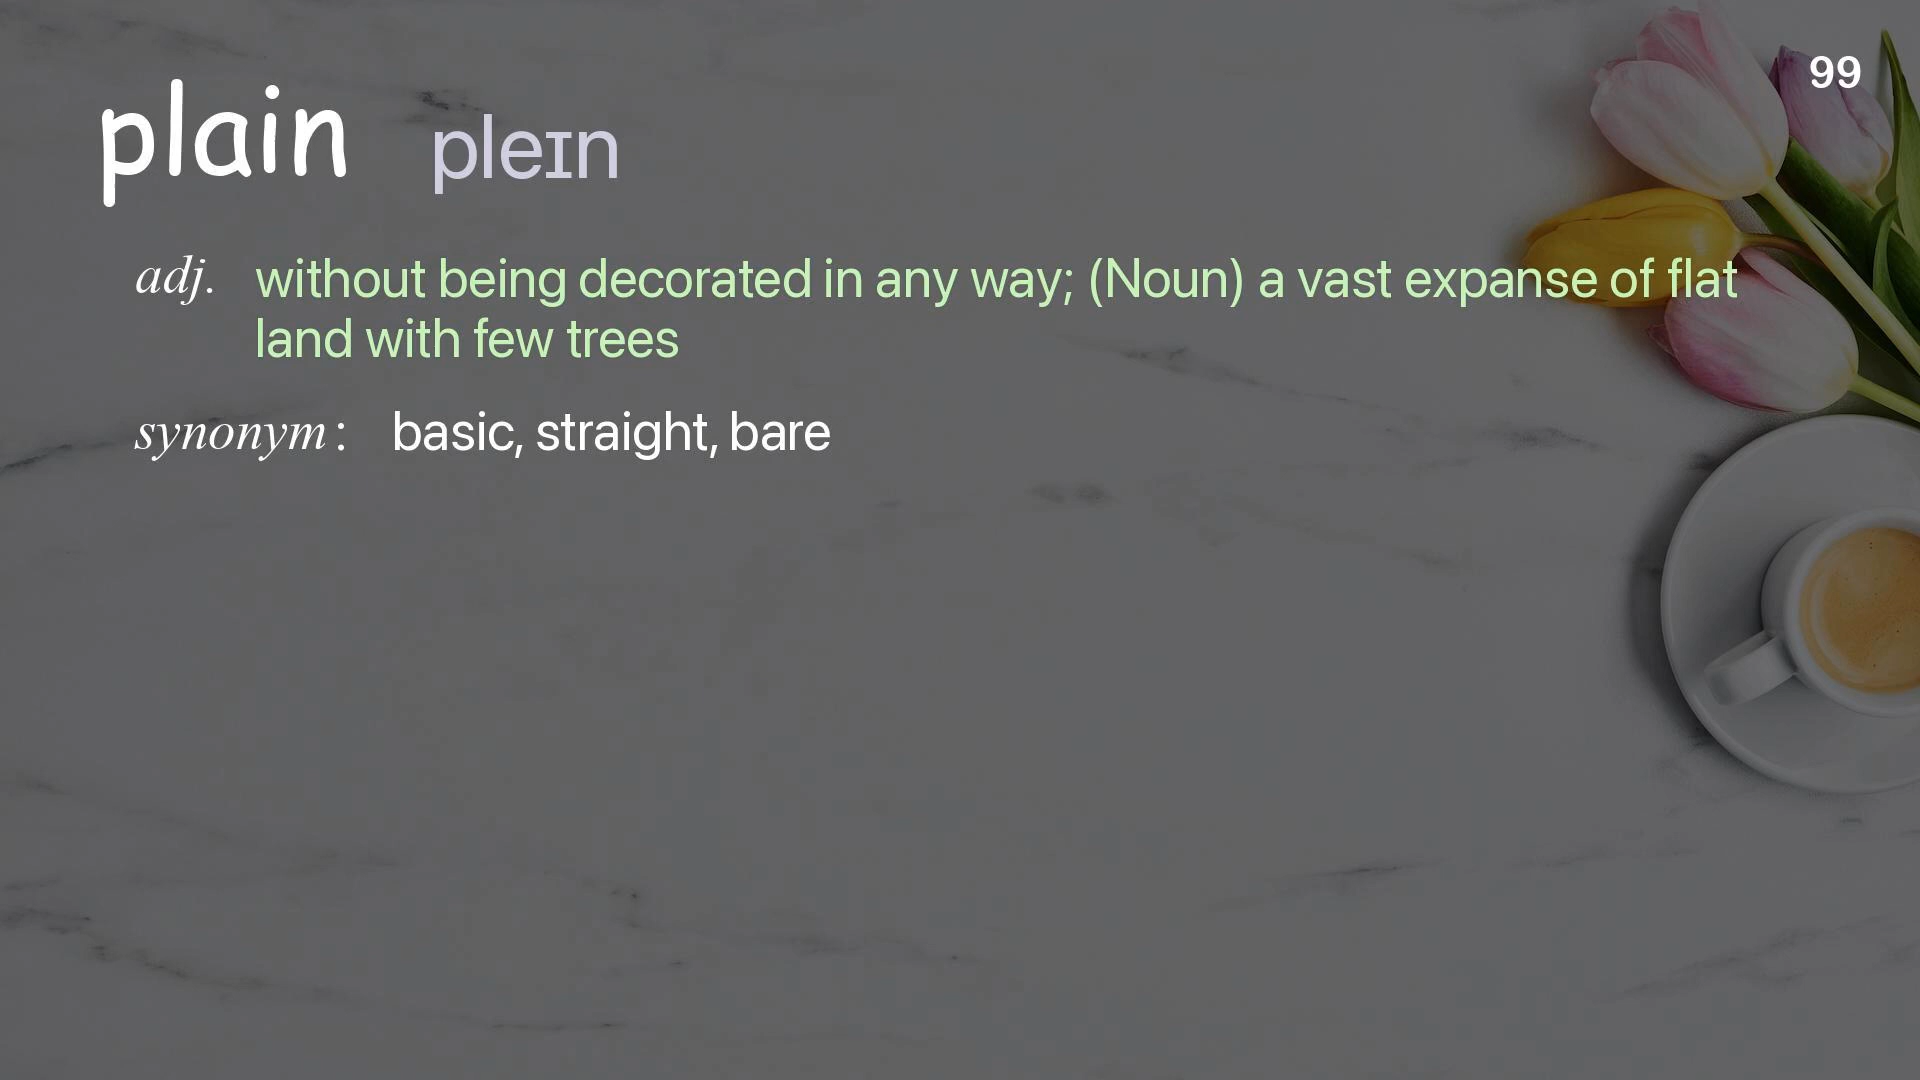 99
plain pleɪn
adj. without being decorated in any way; (Noun) a vast expanse of flat
land with few trees
synonym : basic, straight, bare